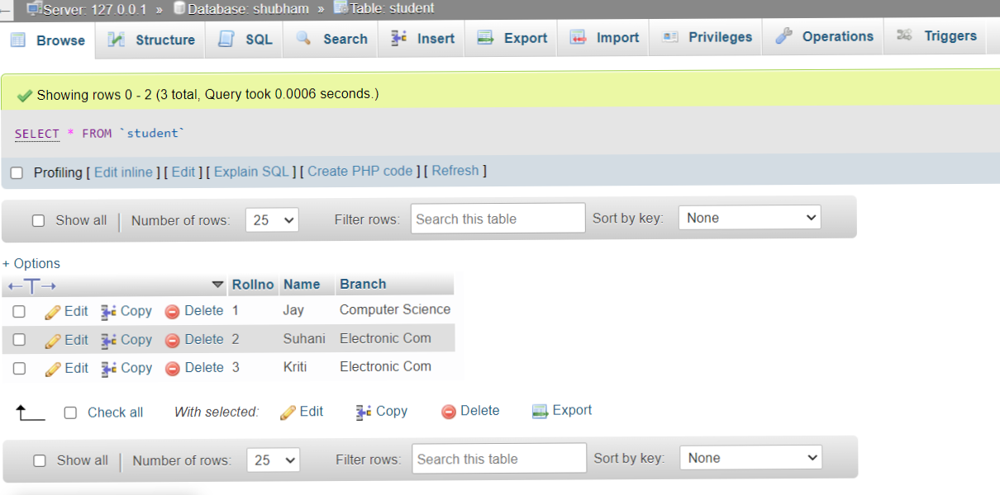 Server: 127.0.0.1 » Database: shubham » Table: student
Browse Structure SQL Search Insert Export Import Privileges Operations Triggers
Showing rows 0 - 2 (3 total, Query took 0.0006 seconds.)
SELECT * FROM `student`
Profiling [ Edit inline ] [ Edit ] [ Explain SQL ] [ Create PHP code ] [ Refresh ]
Show all | Number of rows: 25 Filter rows: Search this table Sort by key: None
+ Options
←T→ Rollno Name Branch
Edit Copy Delete 1 Jay Computer Science
Edit Copy Delete 2 Suhani Electronic Com
Edit Copy Delete 3 Kriti Electronic Com
Check all With selected: Edit Copy Delete Export
Show all | Number of rows: 25 Filter rows: Search this table Sort by key: None